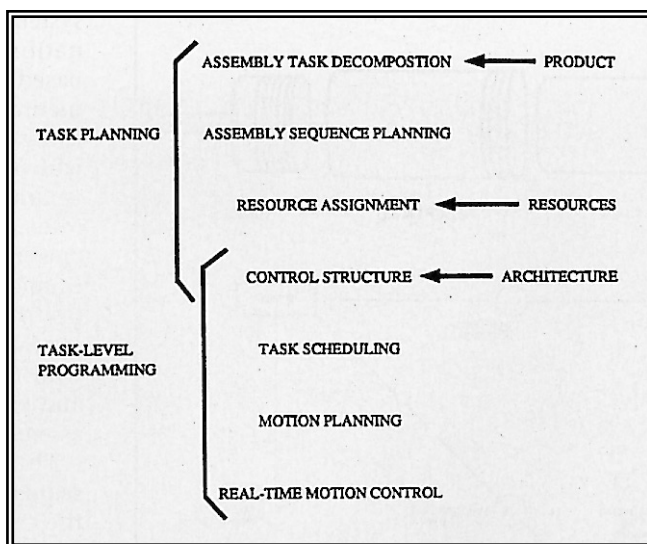 ASSEMBLY TASK DECOMPOSTION
PRODUCT
TASK PLANNING
ASSEMBLY SEQUENCE PLANNING
RESOURCE ASSIGNMENT
RESOURCES
CONTROL STRUCTURE
ARCHITECTURE
TASK-LEVEL
PROGRAMMING
TASK SCHEDULING
MOTION PLANNING
REAL-TIME MOTION CONTROL